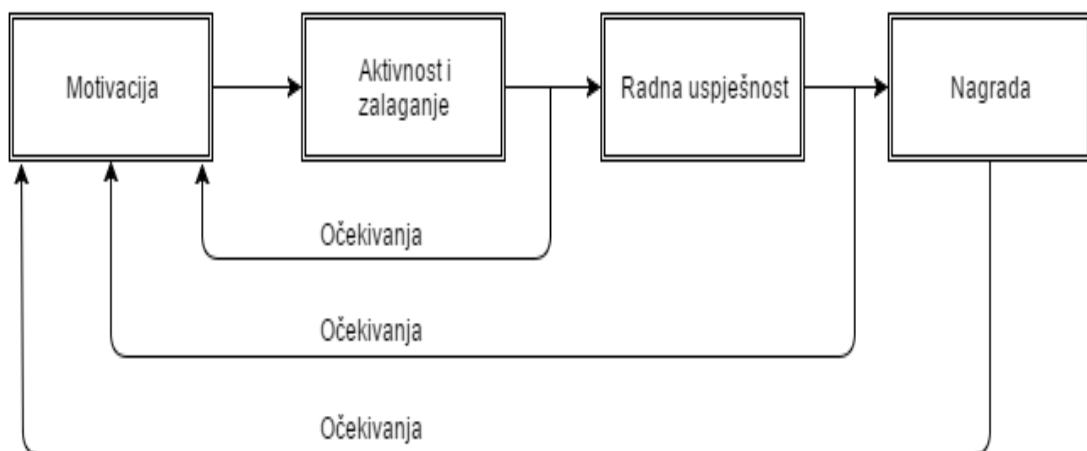 Motivacija
Aktivnost i
zalaganje
Radna uspješnost
Nagrada
Očekivanja
Očekivanja
Očekivanja